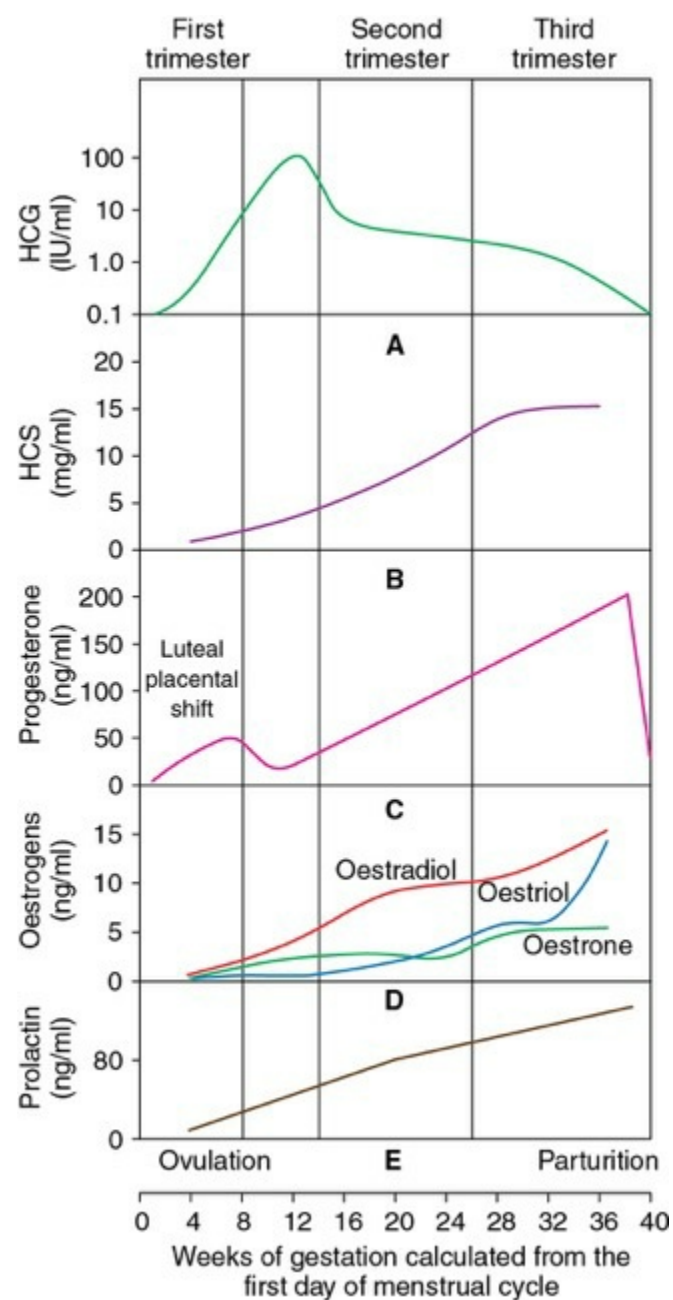 First
trimester
Second
trimester
Third
trimester
HCG
(IU/ml)
100
10
1.0
0.1
A
HCS
(mg/ml)
20
15
10
5
0
B
Progesterone
(ng/ml)
200
150
100
50
0
Luteal
placental
shift
C
Oestrogens
(ng/ml)
15
10
5
0
Oestradiol
Oestriol
Oestrone
D
Prolactin
(ng/ml)
80
0
Ovulation
E
Parturition
0 4 8 12 16 20 24 28 32 36 40
Weeks of gestation calculated from the
first day of menstrual cycle